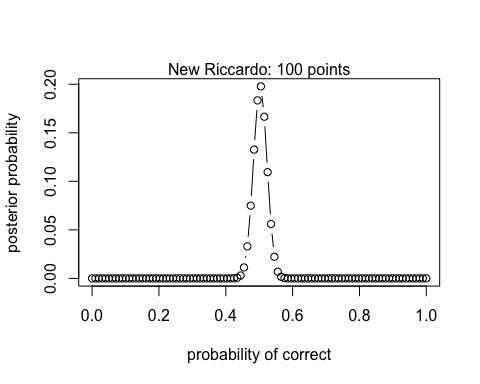 New Riccardo: 100 points
posterior probability
0.20
0.15
0.10
0.05
0.00
0.0 0.2 0.4 0.6 0.8 1.0
probability of correct